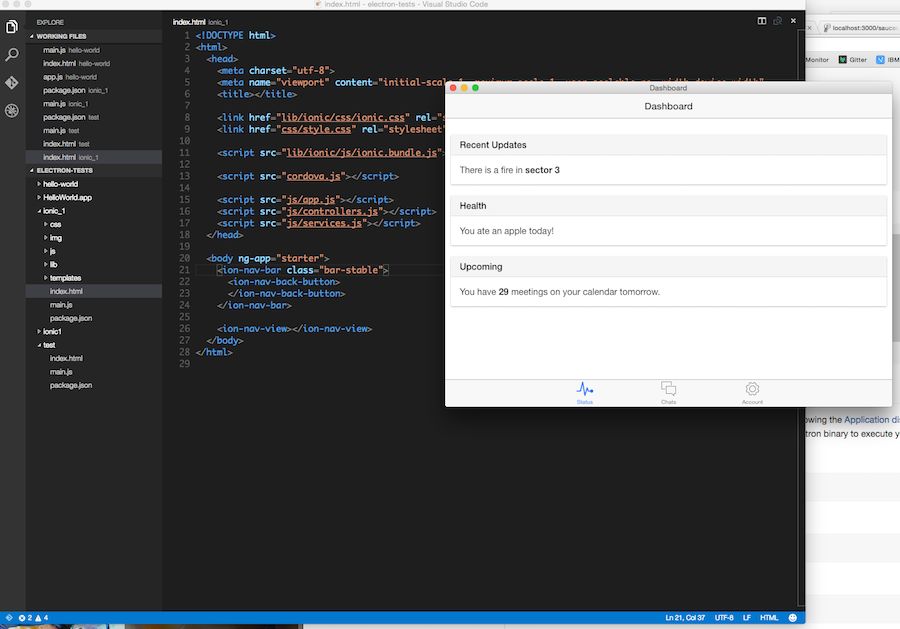 index.html - electron-tests - Visual Studio Code
EXPLORE
WORKING FILES
main.js hello-world
index.html hello-world
app.js hello-world
package.json ionic_1
main.js ionic_1
package.json test
main.js test
index.html test
index.html ionic_1
ELECTRON-TESTS
hello-world
HelloWorld.app
ionic_1
css
img
js
lib
templates
index.html
main.js
package.json
ionic1
test
index.html
main.js
package.json
index.html ionic_1
1 <!DOCTYPE html>
2 <html>
3 <head>
4 <meta charset="utf-8">
5 <meta name="viewport" content="initial-scale=1, maximum-scale=1, user-scalable=no, width=device-width">
6 <title></title>
7
8 <link href="lib/ionic/css/ionic.css" rel="s
9 <link href="css/style.css" rel="stylesheet"
10
11 <script src="lib/ionic/js/ionic.bundle.js">
12
13 <script src="cordova.js"></script>
14
15 <script src="js/app.js"></script>
16 <script src="js/controllers.js"></script>
17 <script src="js/services.js"></script>
18 </head>
19
20 <body ng-app="starter">
21 <ion-nav-bar class="bar-stable">
22 <ion-nav-back-button>
23 </ion-nav-back-button>
24 </ion-nav-bar>
25
26 <ion-nav-view></ion-nav-view>
27 </body>
28 </html>
29
Dashboard
Dashboard
Recent Updates
There is a fire in sector 3
Health
You ate an apple today!
Upcoming
You have 29 meetings on your calendar tomorrow.
Status
Chats
Account
localhost:3000/sauce
Monitor Gitter IBM
owing the Application dis
tron binary to execute y
2 4
Ln 21, Col 37 UTF-8 LF HTML